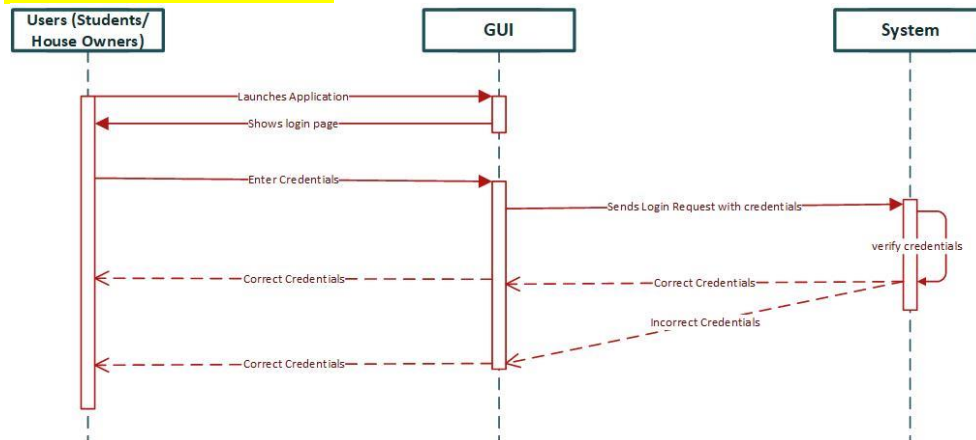 Users (Students/
House Owners)
GUI
System
Launches Application
Shows login page
Enter Credentials
Sends Login Request with credentials
verify credentials
Correct Credentials
Correct Credentials
Incorrect Credentials
Correct Credentials